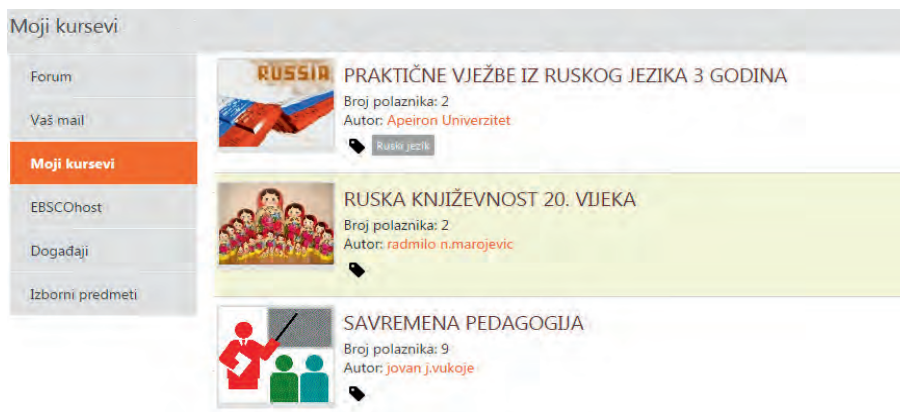 Moji kursevi
Forum
Vaš mail
Moji kursevi
EBSCOhost
Događaji
Izborni predmeti
RUSSIA
PRAKTIČNE VJEŽBE IZ RUSKOG JEZIKA 3 GODINA
Broj polaznika: 2
Autor: Apeiron Univerzitet
Ruski jezik
RUSKA KNJIŽEVNOST 20. VIJEKA
Broj polaznika: 2
Autor: radmilo n.marojevic
SAVREMENA PEDAGOGIJA
Broj polaznika: 9
Autor: jovan j.vukoje